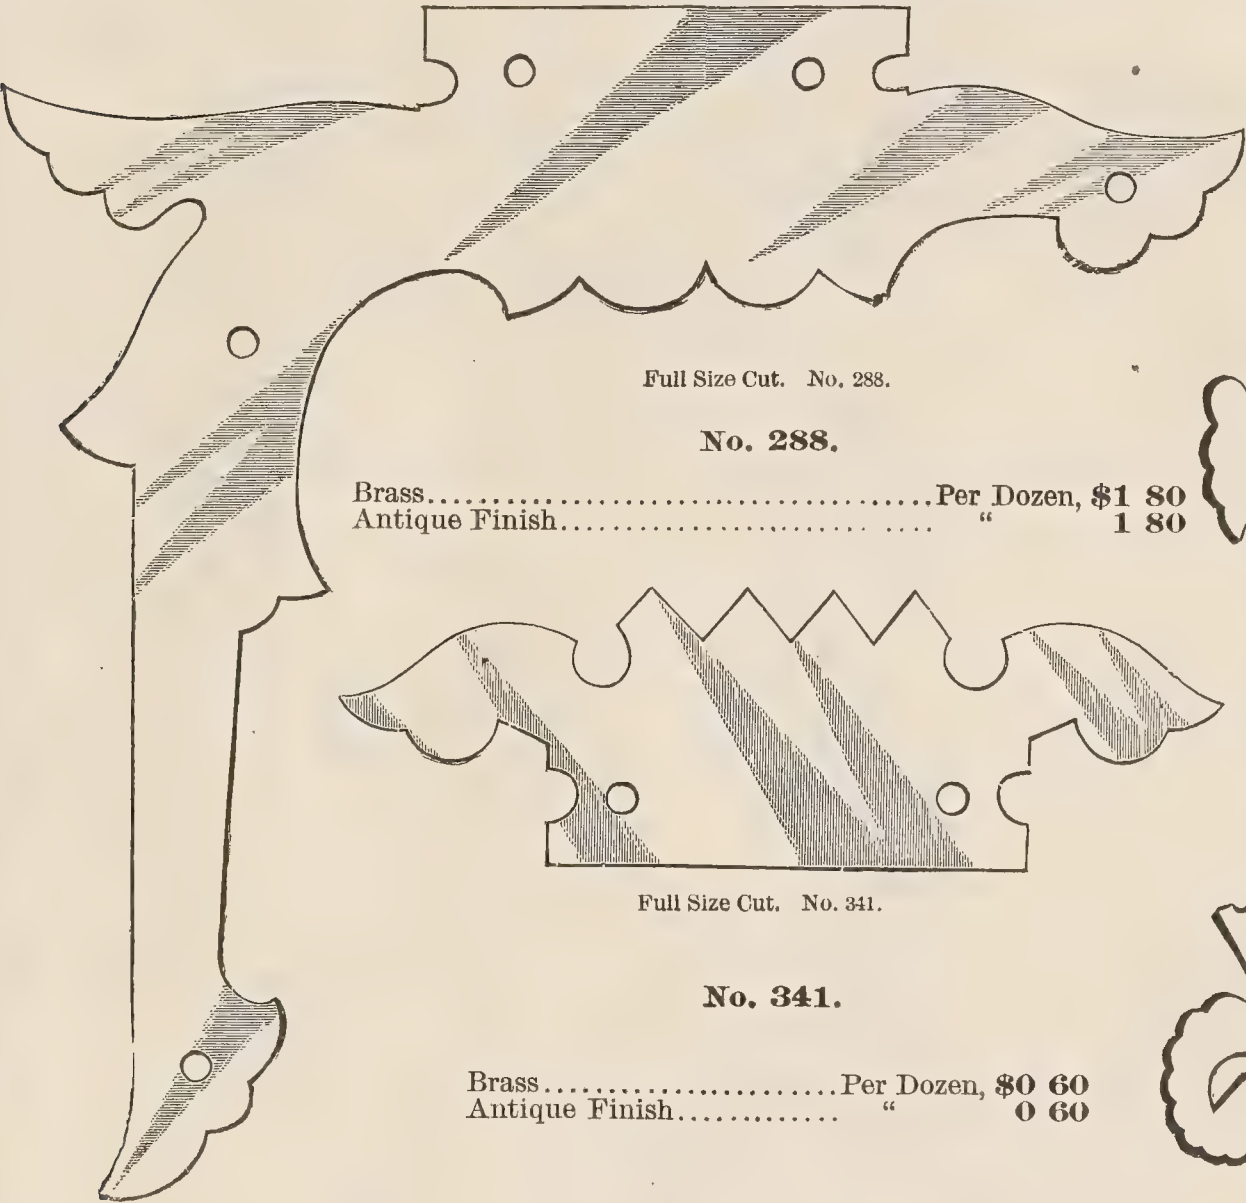 Full Size Cut. No. 288.
No. 288.
Brass.......................................Per Dozen, $1 80
Antique Finish............................. “ 1 80
Full Size Cut. No. 341.
No. 341.
Brass.......................Per Dozen, $0 60
Antique Finish............. “ 0 60